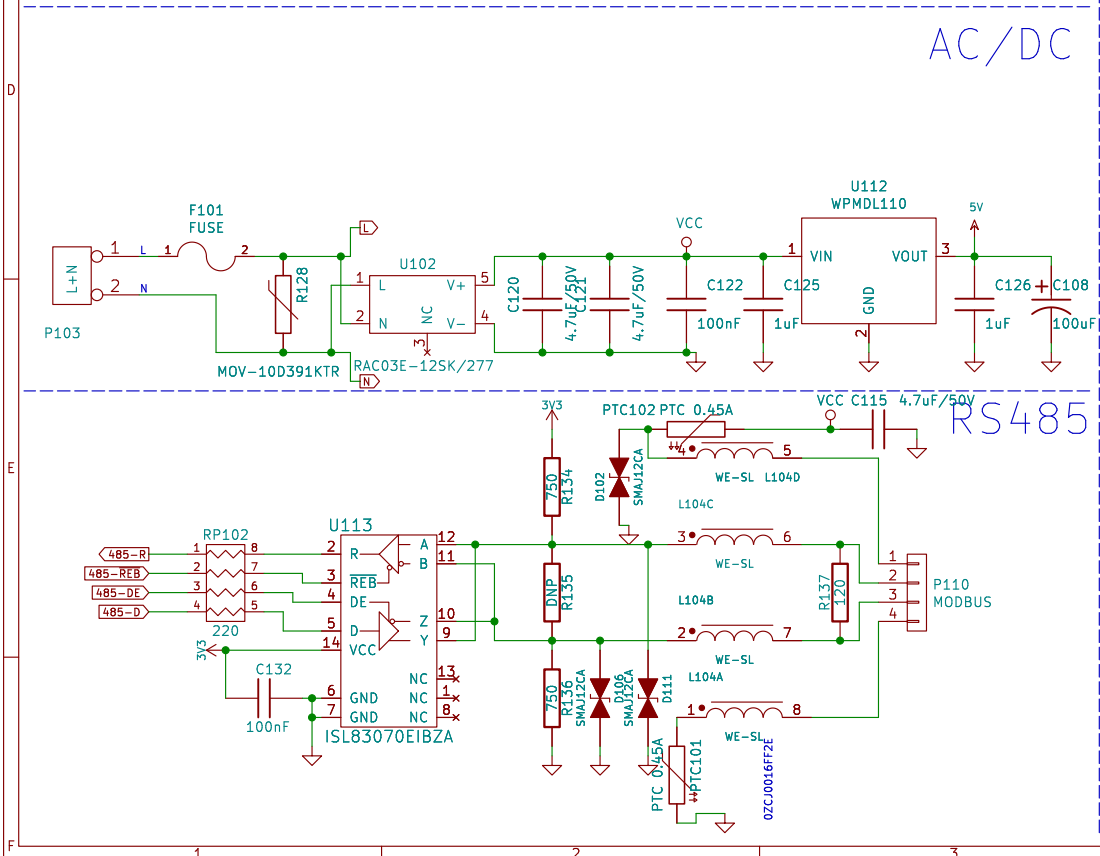 AC/DC
D
U112
WPMDL110
F101
FUSE
VCC
5V
L
1 L 1 2
L+N
R128
U102
1 VIN VOUT 3
2 N
1 L V+ 5
C120
4.7uF/50V
C121
4.7uF/50V
C122
C125
C126
C108
GND
2 N V- 4
NC
3
100nF
1uF
2
1uF
100uF
P103
MOV-10D391KTR
RAC03E-12SK/277
N
VCC C115 4.7uF/50V
RS485
3V3
PTC102 PTC 0.45A
E
4 5
750
R134
D102
SMAJ12CA
WE-SL L104D
L104C
U113
RP102
12
A
3 6
485-R 1 8 2 R
11
B
1
WE-SL
485-REB 2 7 3 REB
2
P110
485-DE 3 6 4 DE
DNP
R135
R137
120
MODBUS
3
L104B
485-D 4 5 5 D
10
Z
4
220
9
Y
2 7
3V3
14 VCC
WE-SL
C132
NC 13
L104A
750
R136
SMAJ12CA
D106
SMAJ12CA
D111
6 GND NC 1
1 8
7 GND NC 8
100nF
ISL83070EIBZA
WE-SL
PTC 0.45A
PTC101
0ZCJ0016FF2E
F
1 2 3